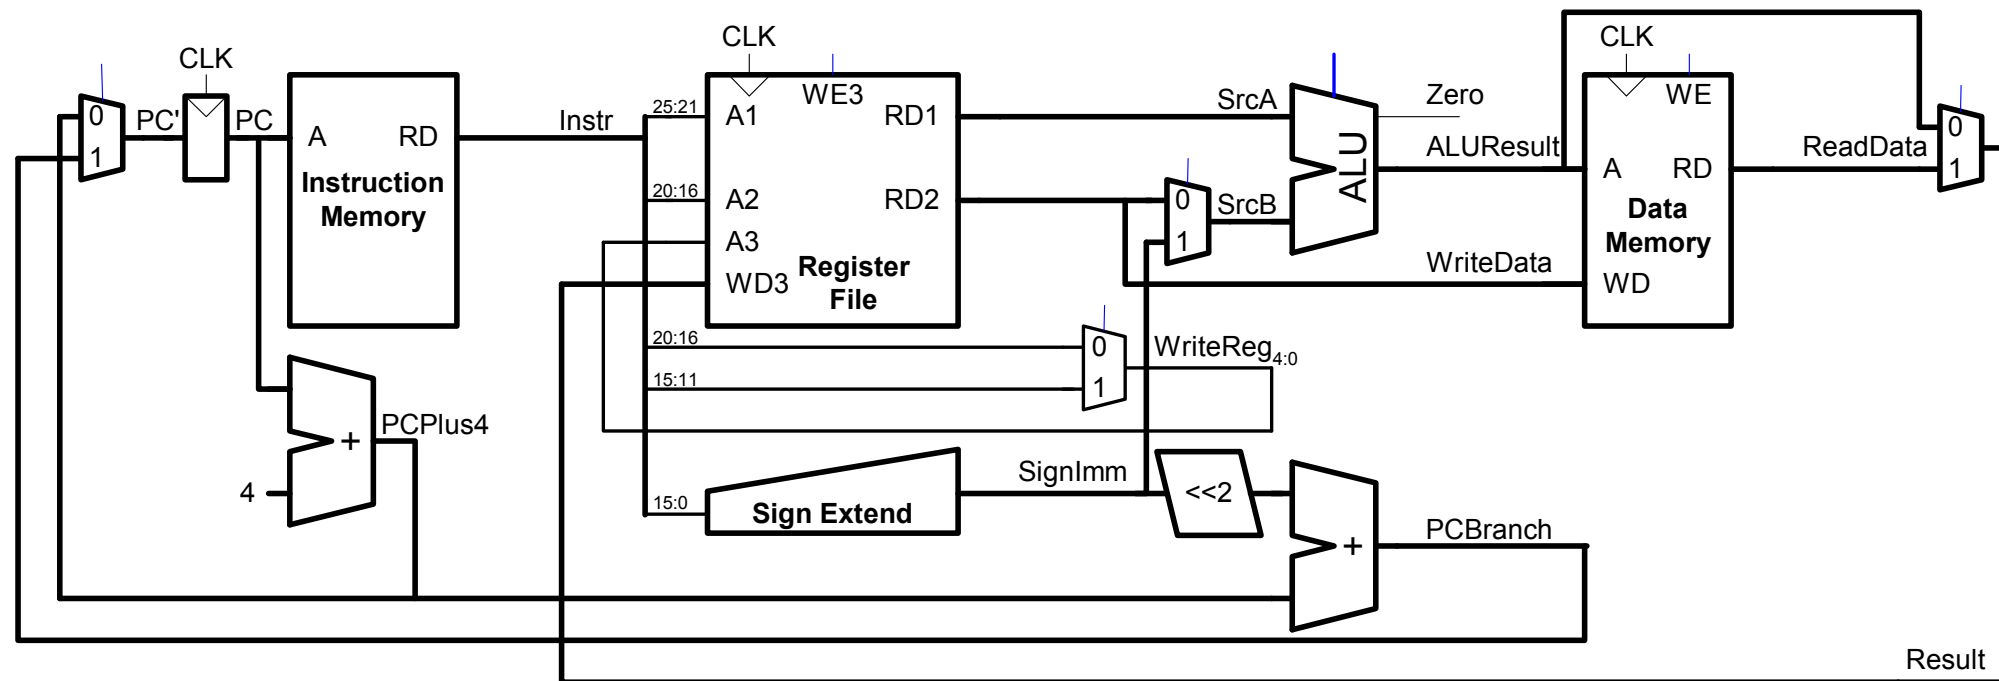 CLK
CLK
CLK
0
1
PC'
PC
A
RD
Instruction
Memory
Instr
25:21
20:16
20:16
15:11
15:0
A1
WE3
RD1
A2
RD2
A3
WD3
Register
File
SrcA
0
1
SrcB
ALU
Zero
ALUResult
WriteData
WE
A
RD
Data
Memory
WD
ReadData
0
1
0
1
WriteReg4:0
4
+
PCPlus4
Sign Extend
SignImm
<<2
+
PCBranch
Result